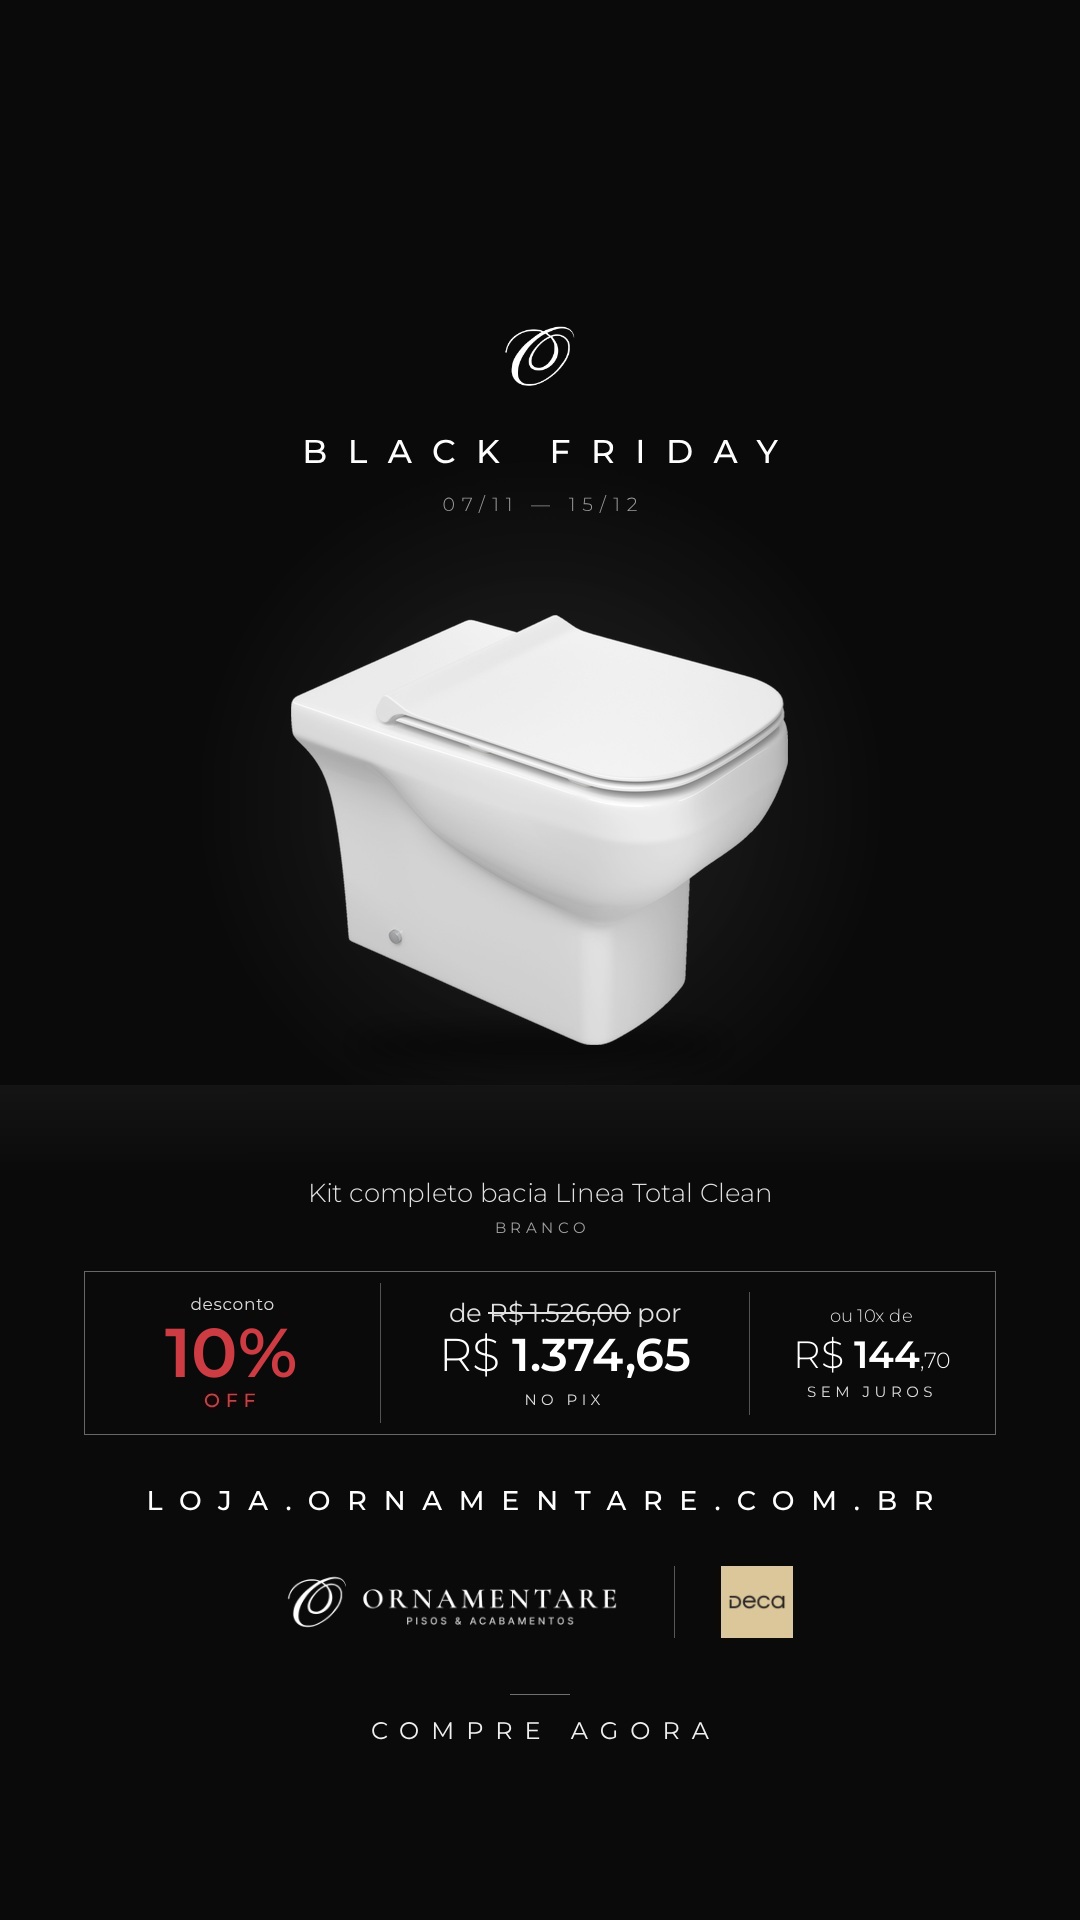 O
BLACK FRIDAY
07/11 — 15/12
Kit completo bacia Linea Total Clean
BRANCO
desconto
10%
OFF
de R$ 1.526,00 por
R$ 1.374,65
NO PIX
ou 10x de
R$ 144,70
SEM JUROS
LOJA.ORNAMENTARE.COM.BR
O ORNAMENTARE
PISOS & ACABAMENTOS
Deca
COMPRE AGORA